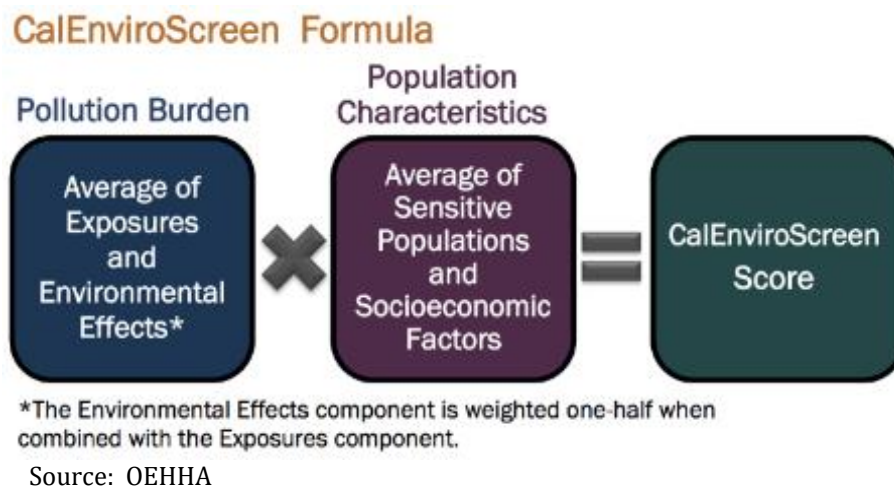 CalEnviroScreen Formula
Pollution Burden
Population
Characteristics
Average of
Exposures
and
Environmental
Effects*
Average of
Sensitive
Populations
and
Socioeconomic
Factors
CalEnviroScreen
Score
*The Environmental Effects component is weighted one-half when
combined with the Exposures component.
Source: OEHHA